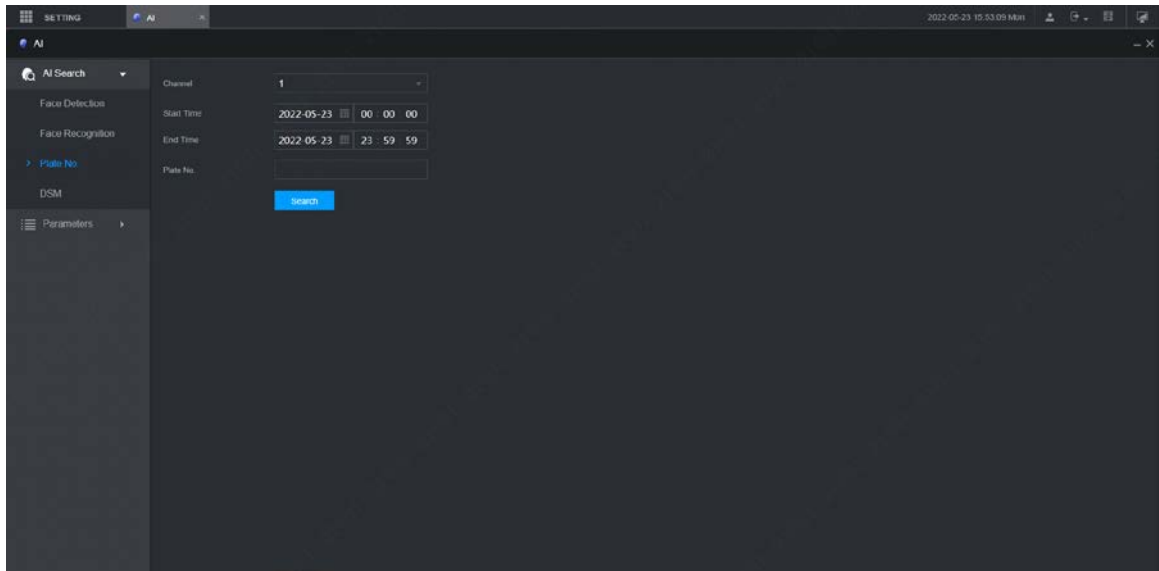 SETTING AI 2022-05-23 15:53:09 Mon
AI
AI Search
Face Detection
Face Recognition
Plate No.
DSM
Parameters
Channel 1
Start Time 2022-05-23 00 : 00 : 00
End Time 2022-05-23 23 : 59 : 59
Plate No.
Search